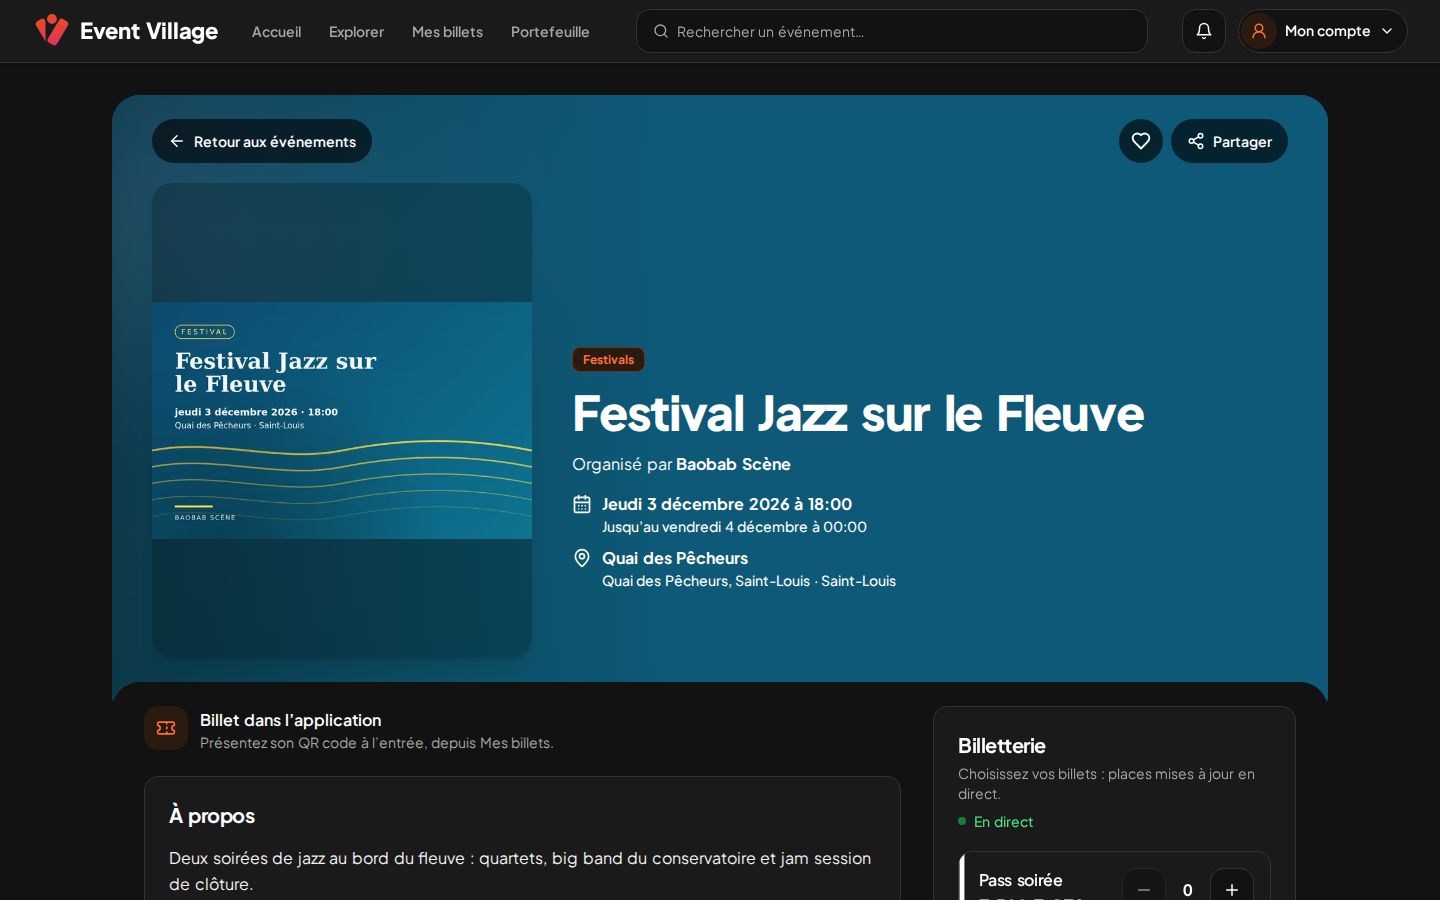 Event Village
Accueil
Explorer
Mes billets
Portefeuille
Rechercher un événement...
Mon compte
Retour aux événements
Partager
FESTIVAL
Festival Jazz sur
le Fleuve
jeudi 3 décembre 2026 · 18:00
Quai des Pêcheurs · Saint-Louis
BAOBAB SCÈNE
Festivals
Festival Jazz sur le Fleuve
Organisé par Baobab Scène
Jeudi 3 décembre 2026 à 18:00
Jusqu'au vendredi 4 décembre à 00:00
Quai des Pêcheurs
Quai des Pêcheurs, Saint-Louis · Saint-Louis
Billet dans l'application
Présentez son QR code à l'entrée, depuis Mes billets.
À propos
Deux soirées de jazz au bord du fleuve : quartets, big band du conservatoire et jam session
de clôture.
Billetterie
Choisissez vos billets : places mises à jour en
direct.
En direct
Pass soirée
0